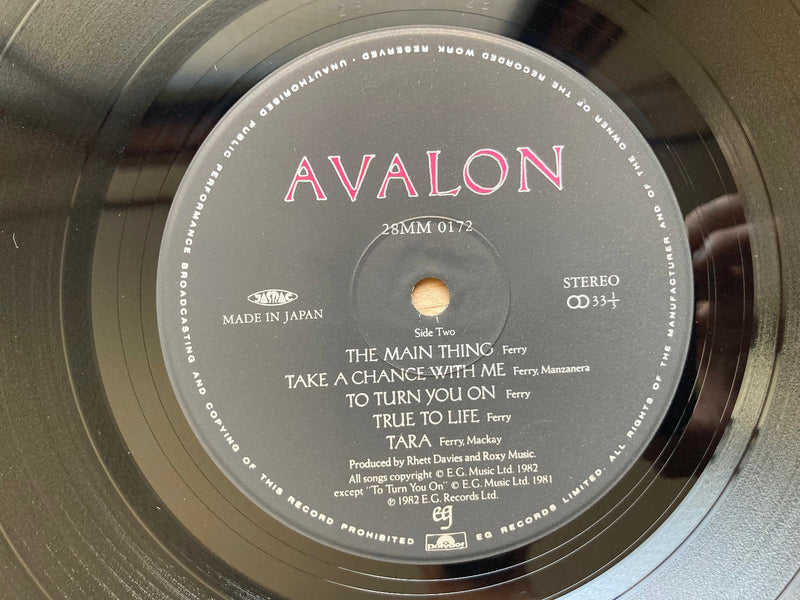 AVALON
28MM 0172
JASRAC
MADE IN JAPAN
STEREO
33 1/3
Side Two
THE MAIN THING Ferry
TAKE A CHANCE WITH ME Ferry, Manzanera
TO TURN YOU ON Ferry
TRUE TO LIFE Ferry
TARA Ferry, Mackay
Produced by Rhett Davies and Roxy Music.
All songs copyright © E.G. Music Ltd. 1982
except "To Turn You On" © E.G. Music Ltd. 1981
℗ 1982 E.G. Records Ltd.
eg
polydor
EG RECORDS LIMITED. ALL RIGHTS OF THE MANUFACTURER AND OF THE OWNER OF THE RECORDED WORK RESERVED · UNAUTHORISED PUBLIC PERFORMANCE BROADCASTING AND COPYING OF THIS RECORD PROHIBITED